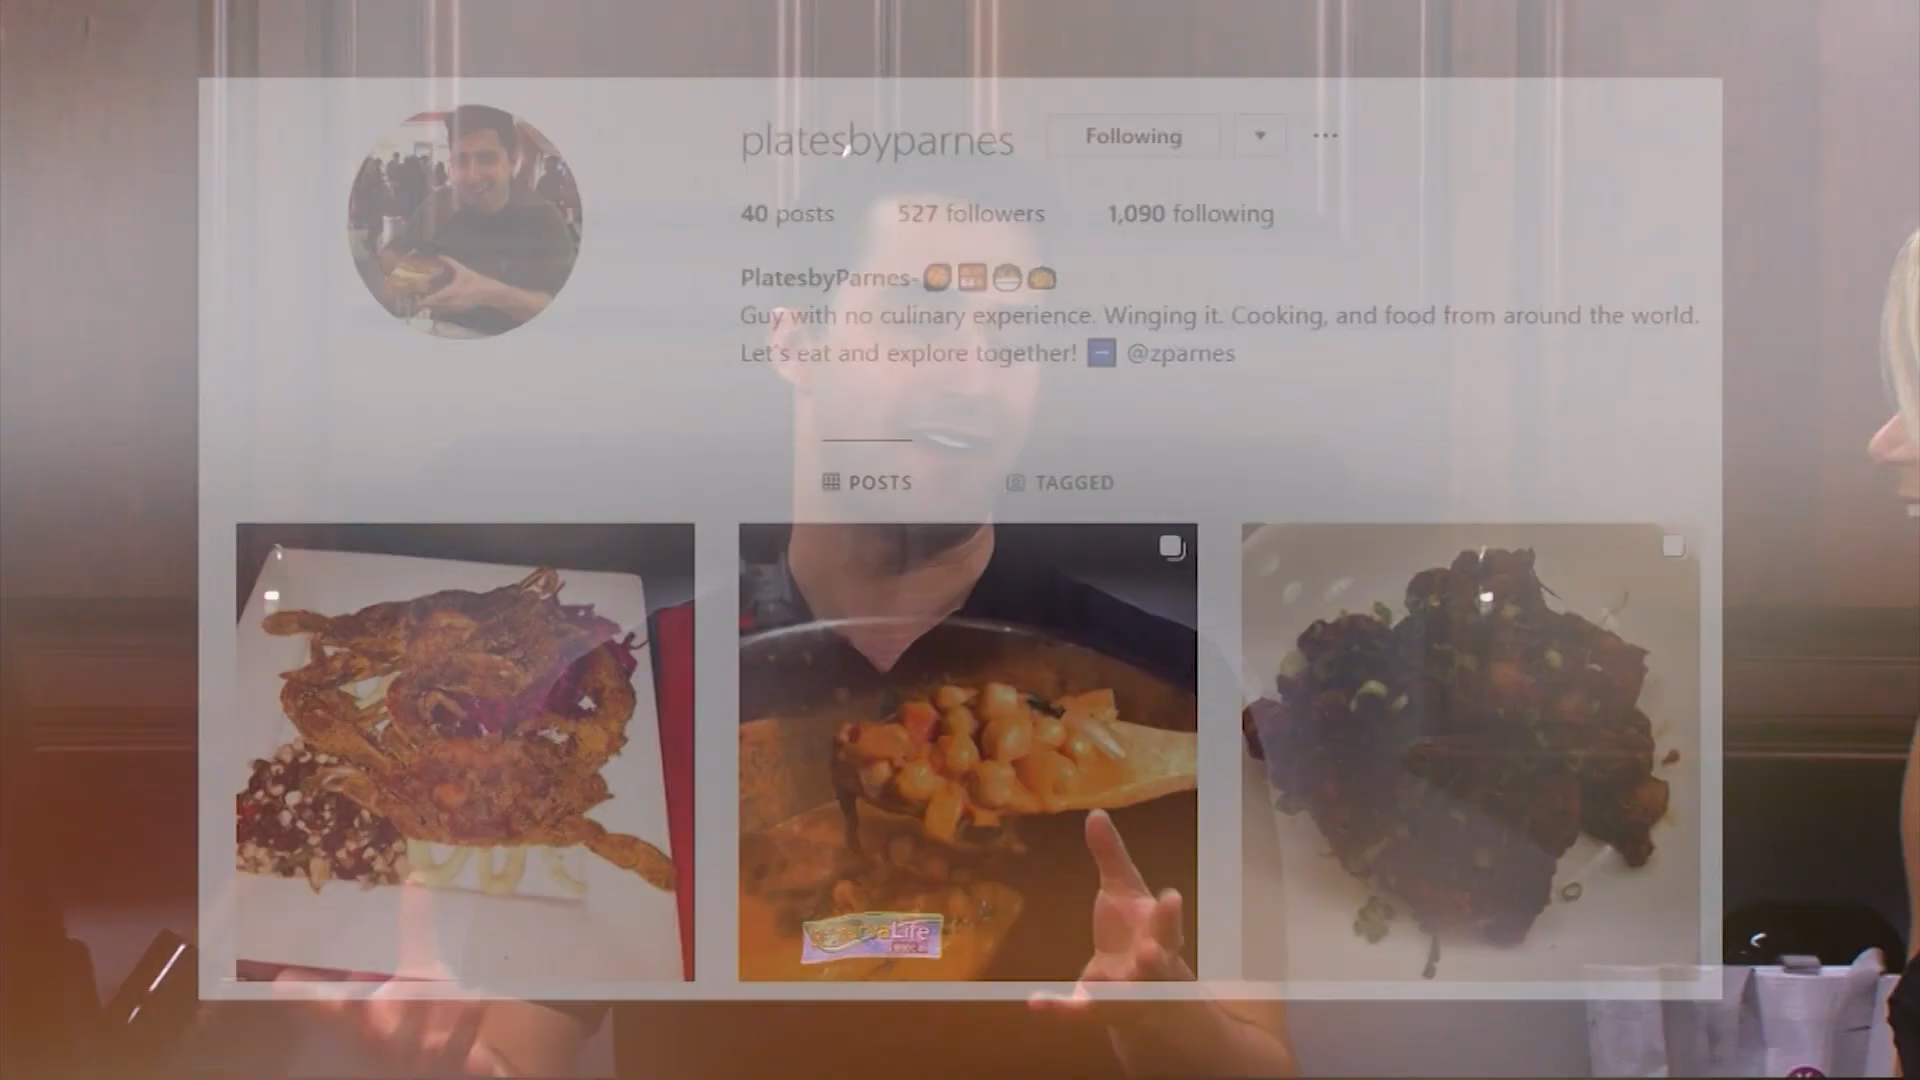 platesbyparnes Following
40 posts 527 followers 1,090 following
PlatesbyParnes-
Guy with no culinary experience. Winging it. Cooking, and food from around the world.
Let's eat and explore together! @zparnes
POSTS TAGGED
Life